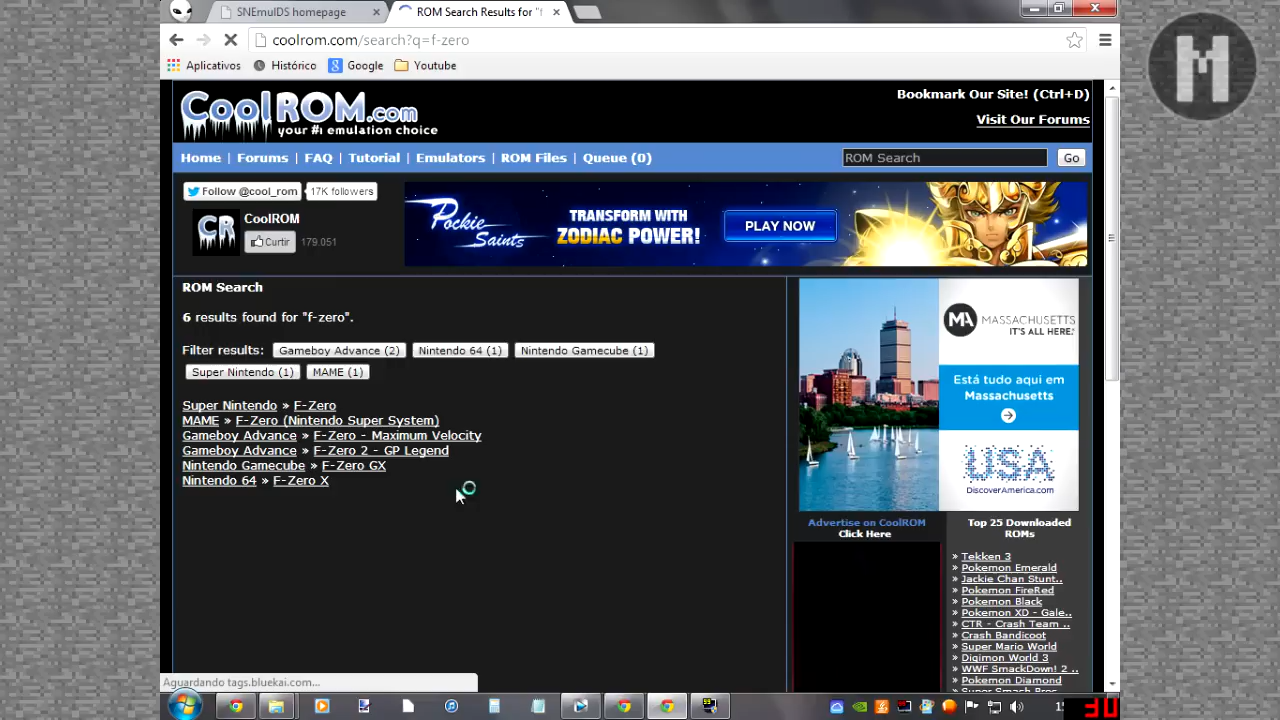 SNEmulDS homepage
ROM Search Results for "f
coolrom.com/search?q=f-zero
Aplicativos Histórico Google Youtube
M
CoolROM.com
your #1 emulation choice
Bookmark Our Site! (Ctrl+D)
Visit Our Forums
Home | Forums | FAQ | Tutorial | Emulators | ROM Files | Queue (0)
ROM Search Go
Follow @cool_rom 17K followers
CR CoolROM
Curtir 179.051
Pockie Saints
TRANSFORM WITH
ZODIAC POWER!
PLAY NOW
ROM Search
6 results found for "f-zero".
Filter results: Gameboy Advance (2) Nintendo 64 (1) Nintendo Gamecube (1)
Super Nintendo (1) MAME (1)
Super Nintendo » F-Zero
MAME » F-Zero (Nintendo Super System)
Gameboy Advance » F-Zero - Maximum Velocity
Gameboy Advance » F-Zero 2 - GP Legend
Nintendo Gamecube » F-Zero GX
Nintendo 64 » F-Zero X
MA MASSACHUSETTS
IT'S ALL HERE.
Está tudo aqui em
Massachusetts
USA
DiscoverAmerica.com
Advertise on CoolROM
Click Here
Top 25 Downloaded
ROMs
» Tekken 3
» Pokemon Emerald
» Jackie Chan Stunt..
» Pokemon FireRed
» Pokemon Black
» Pokemon XD - Gale..
» CTR - Crash Team ..
» Crash Bandicoot
» Super Mario World
» Digimon World 3
» WWF SmackDown! 2 ..
» Pokemon Diamond
» Super Smash Bros
Aguardando tags.bluekai.com...
30